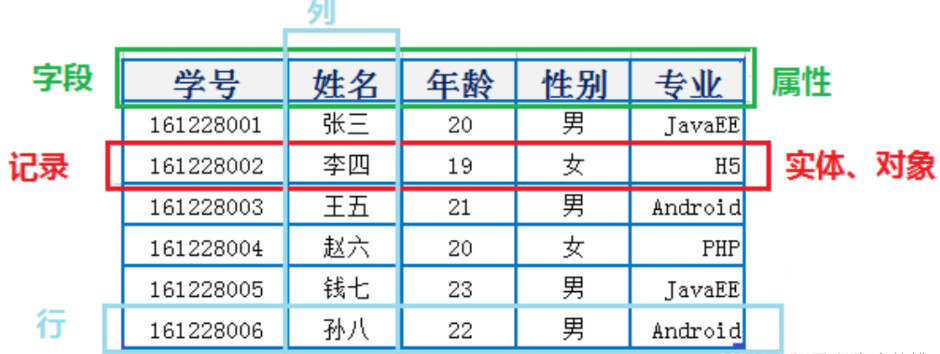 列
字段 学号 姓名 年龄 性别 专业 属性
161228001 张三 20 男 JavaEE
记录 161228002 李四 19 女 H5 实体、对象
161228003 王五 21 男 Android
161228004 赵六 20 女 PHP
161228005 钱七 23 男 JavaEE
行 161228006 孙八 22 男 Android